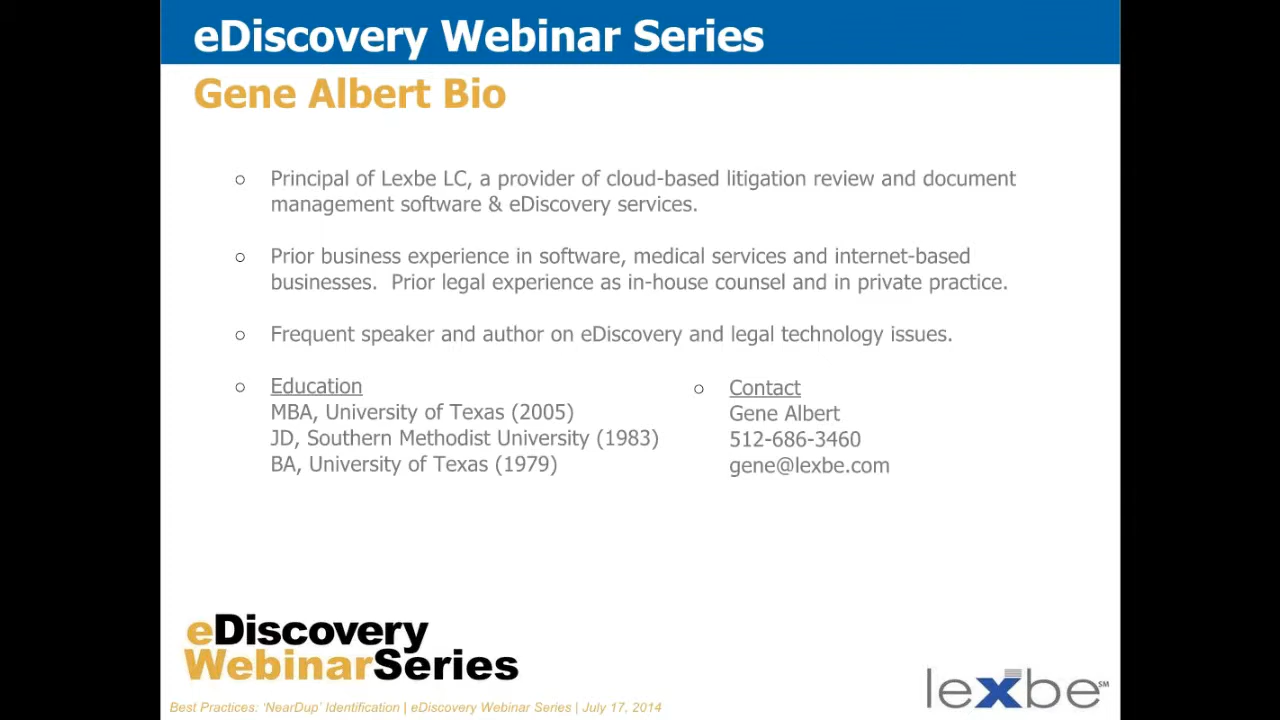 eDiscovery Webinar Series
Gene Albert Bio
○ Principal of Lexbe LC, a provider of cloud-based litigation review and document
management software & eDiscovery services.
○ Prior business experience in software, medical services and internet-based
businesses.  Prior legal experience as in-house counsel and in private practice.
○ Frequent speaker and author on eDiscovery and legal technology issues.
○ Education
MBA, University of Texas (2005)
JD, Southern Methodist University (1983)
BA, University of Texas (1979)
○ Contact
Gene Albert
512-686-3460
gene@lexbe.com
eDiscovery
WebinarSeries
lexbe SM
Best Practices: ‘NearDup’ Identification | eDiscovery Webinar Series | July 17, 2014